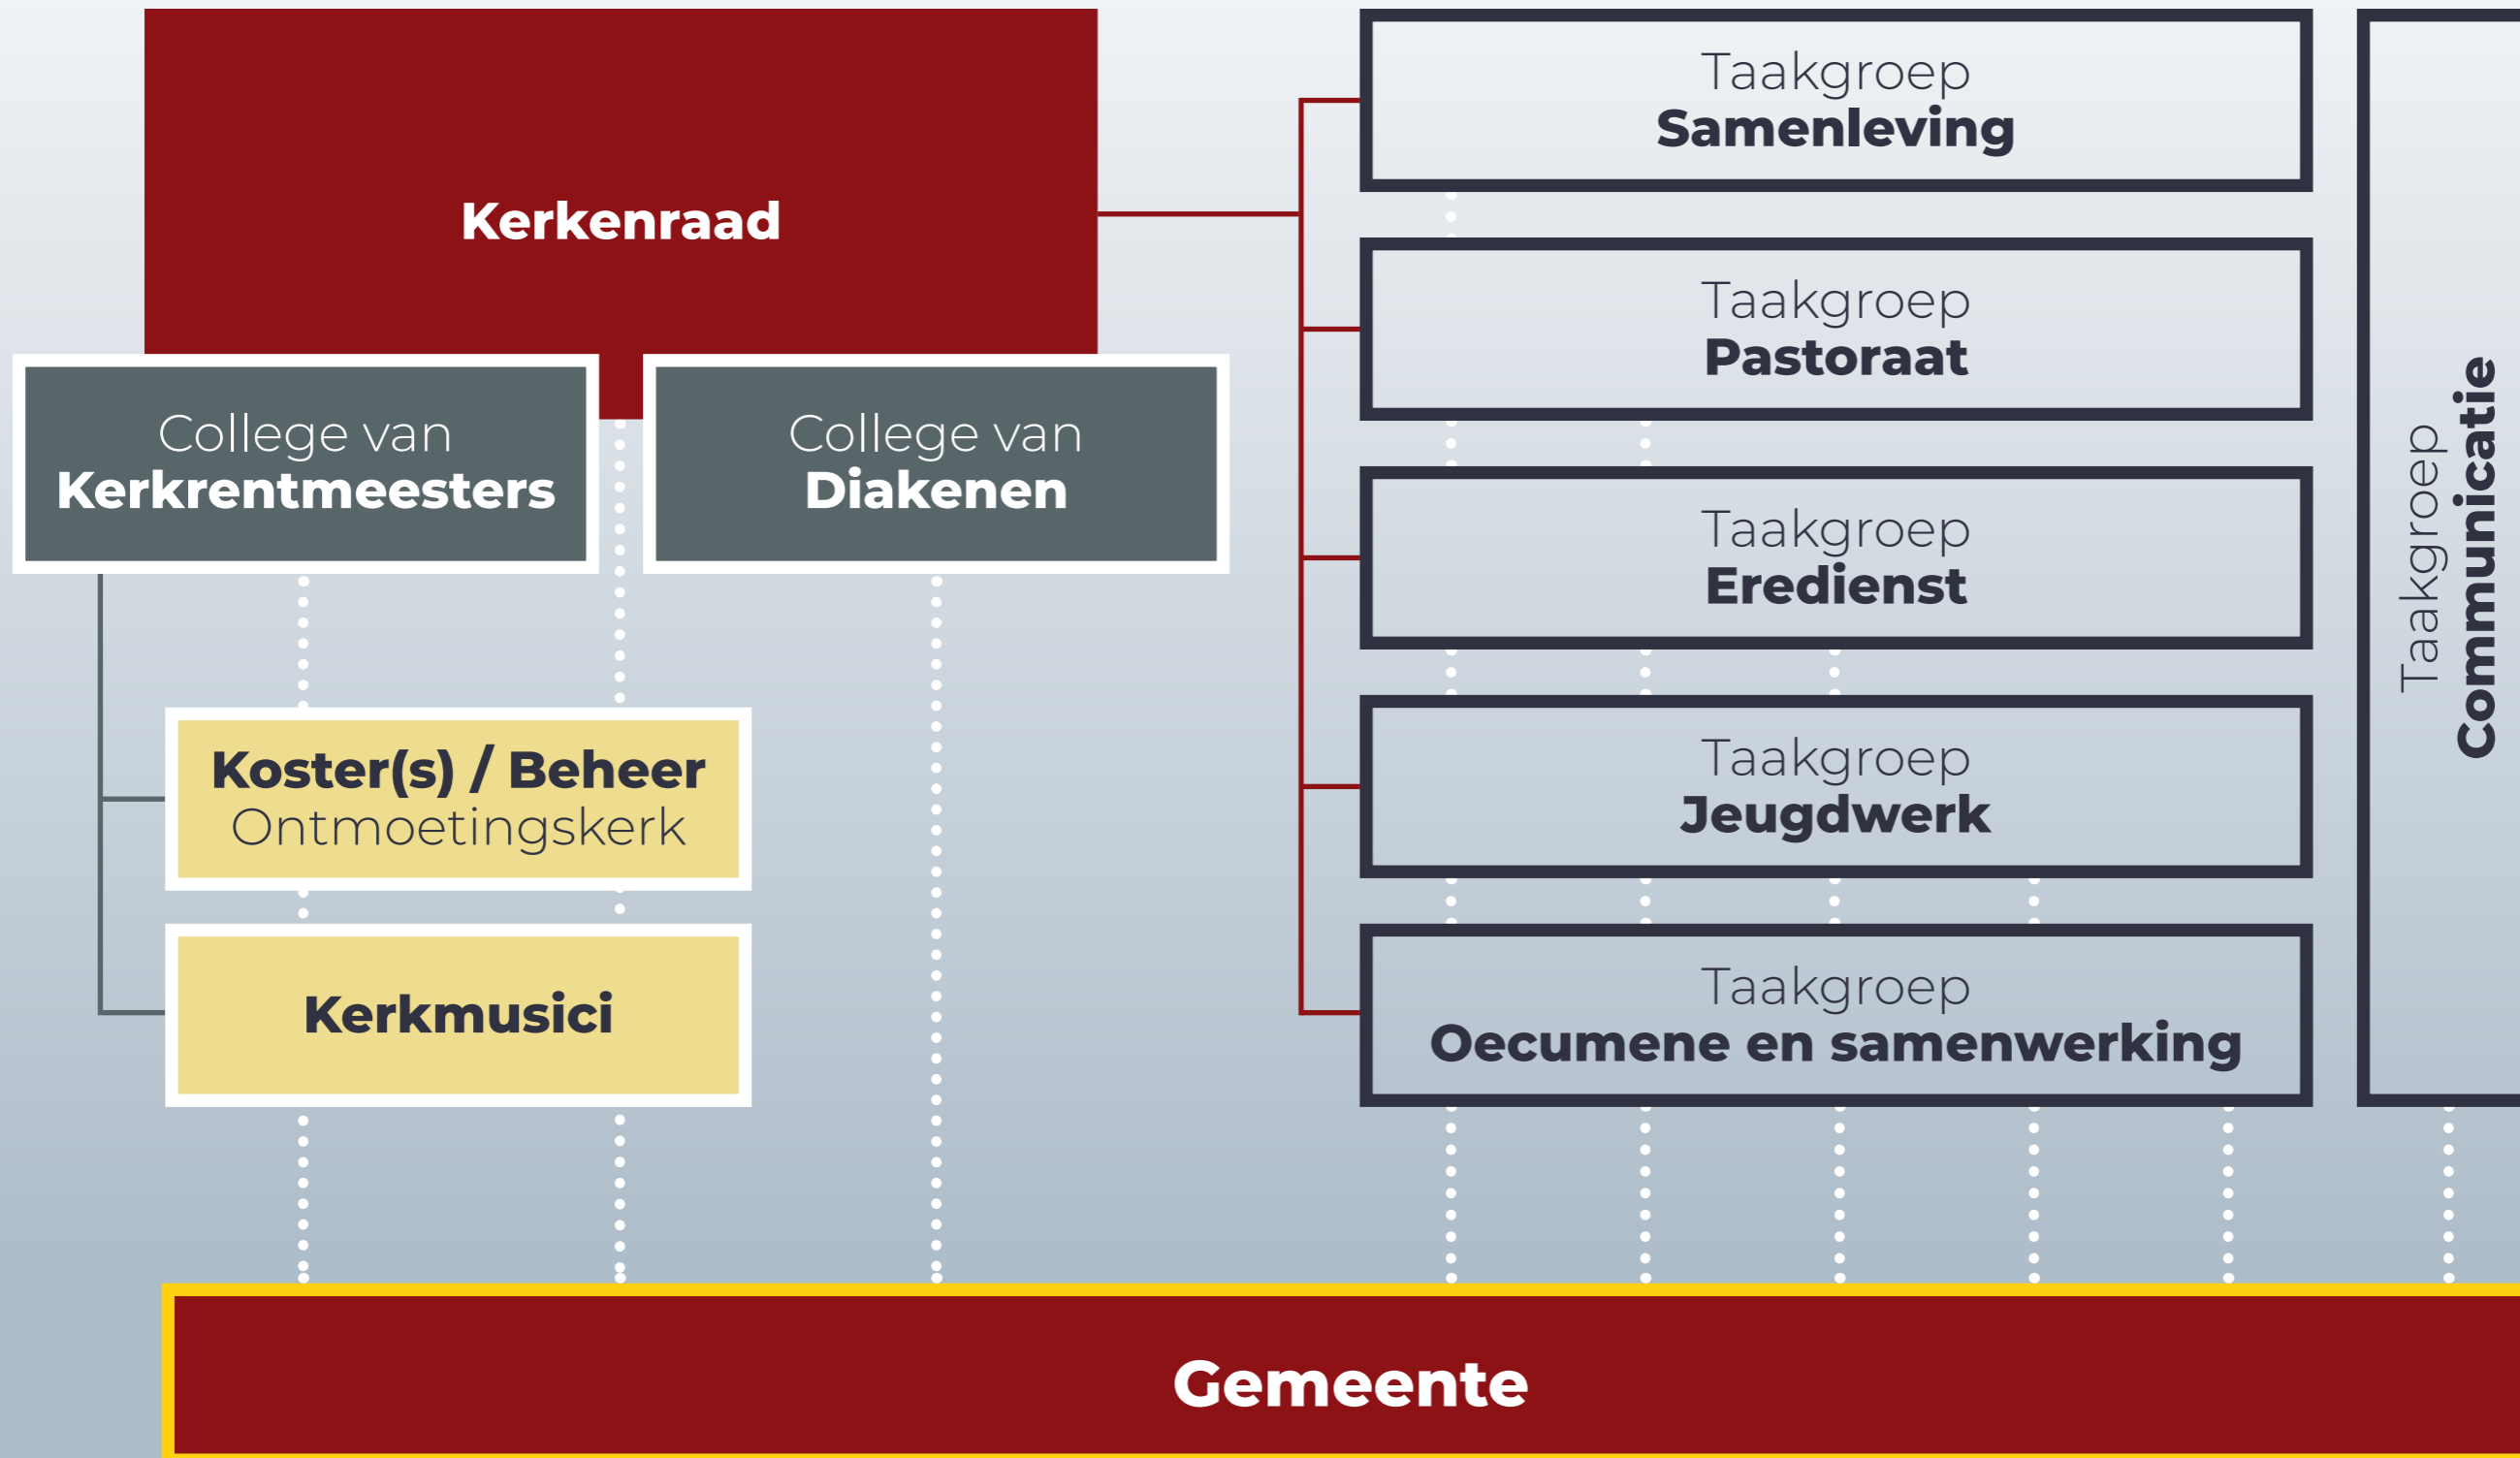 Kerkenraad
College van
Kerkrentmeesters
College van
Diakenen
Koster(s) / Beheer
Ontmoetingskerk
Kerkmusici
Taakgroep
Samenleving
Taakgroep
Pastoraat
Taakgroep
Eredienst
Taakgroep
Jeugdwerk
Taakgroep
Oecumene en samenwerking
Taakgroep
Communicatie
Gemeente